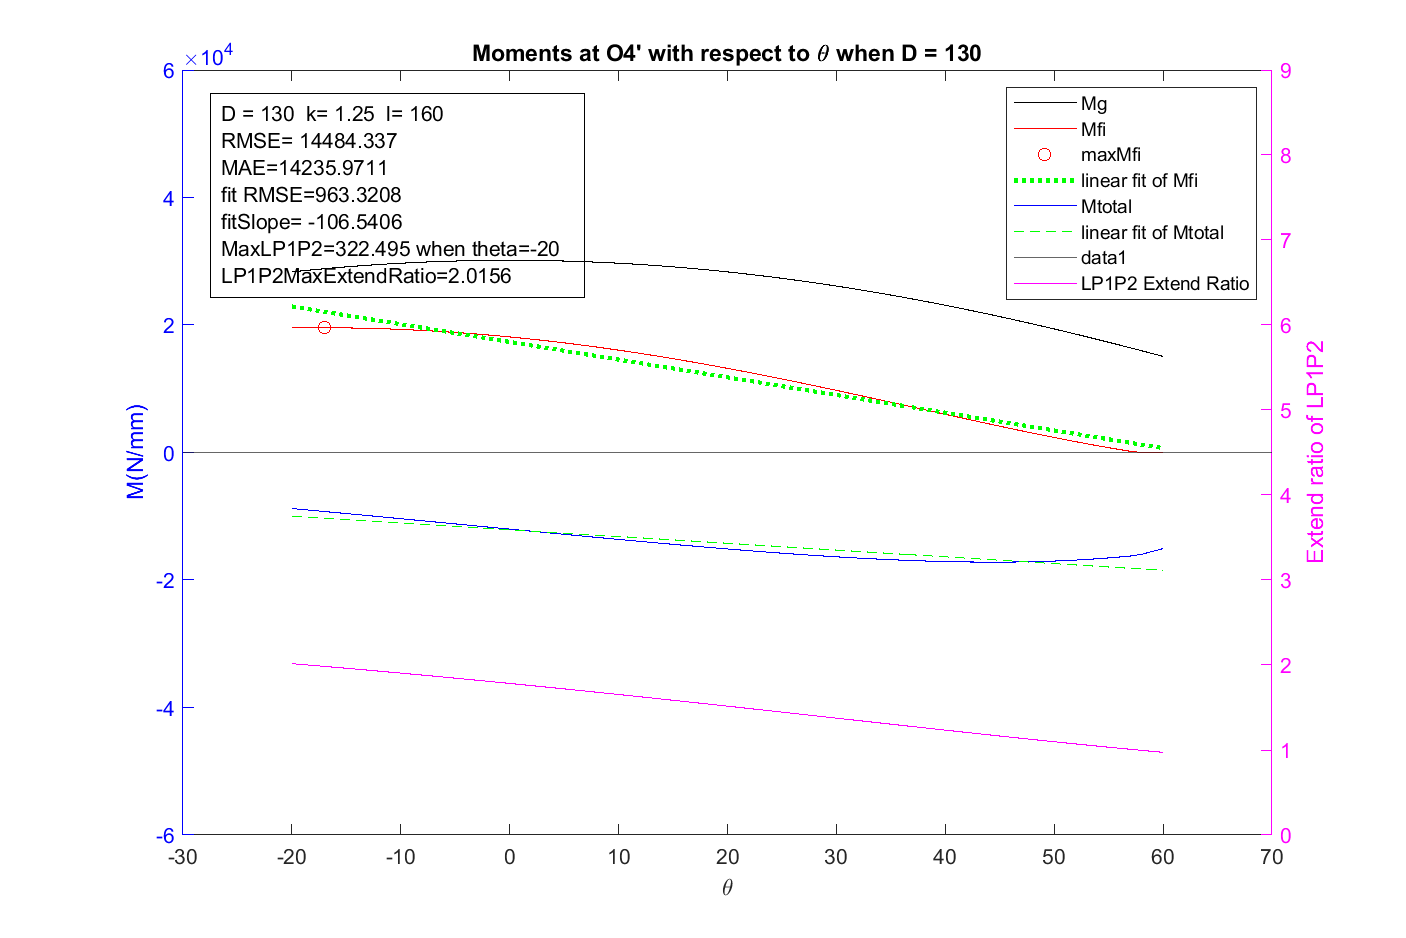 Moments at O4' with respect to θ when D = 130
×10^4
6
4
2
0
-2
-4
-6
M(N/mm)
D = 130  k= 1.25  l= 160
RMSE= 14484.337
MAE=14235.9711
fit RMSE=963.3208
fitSlope= -106.5406
MaxLP1P2=322.495 when theta=-20
LP1P2MaxExtendRatio=2.0156
Mg
Mfi
maxMfi
linear fit of Mfi
Mtotal
linear fit of Mtotal
data1
LP1P2 Extend Ratio
9
8
7
6
5
4
3
2
1
0
Extend ratio of LP1P2
-30 -20 -10 0 10 20 30 40 50 60 70
θ